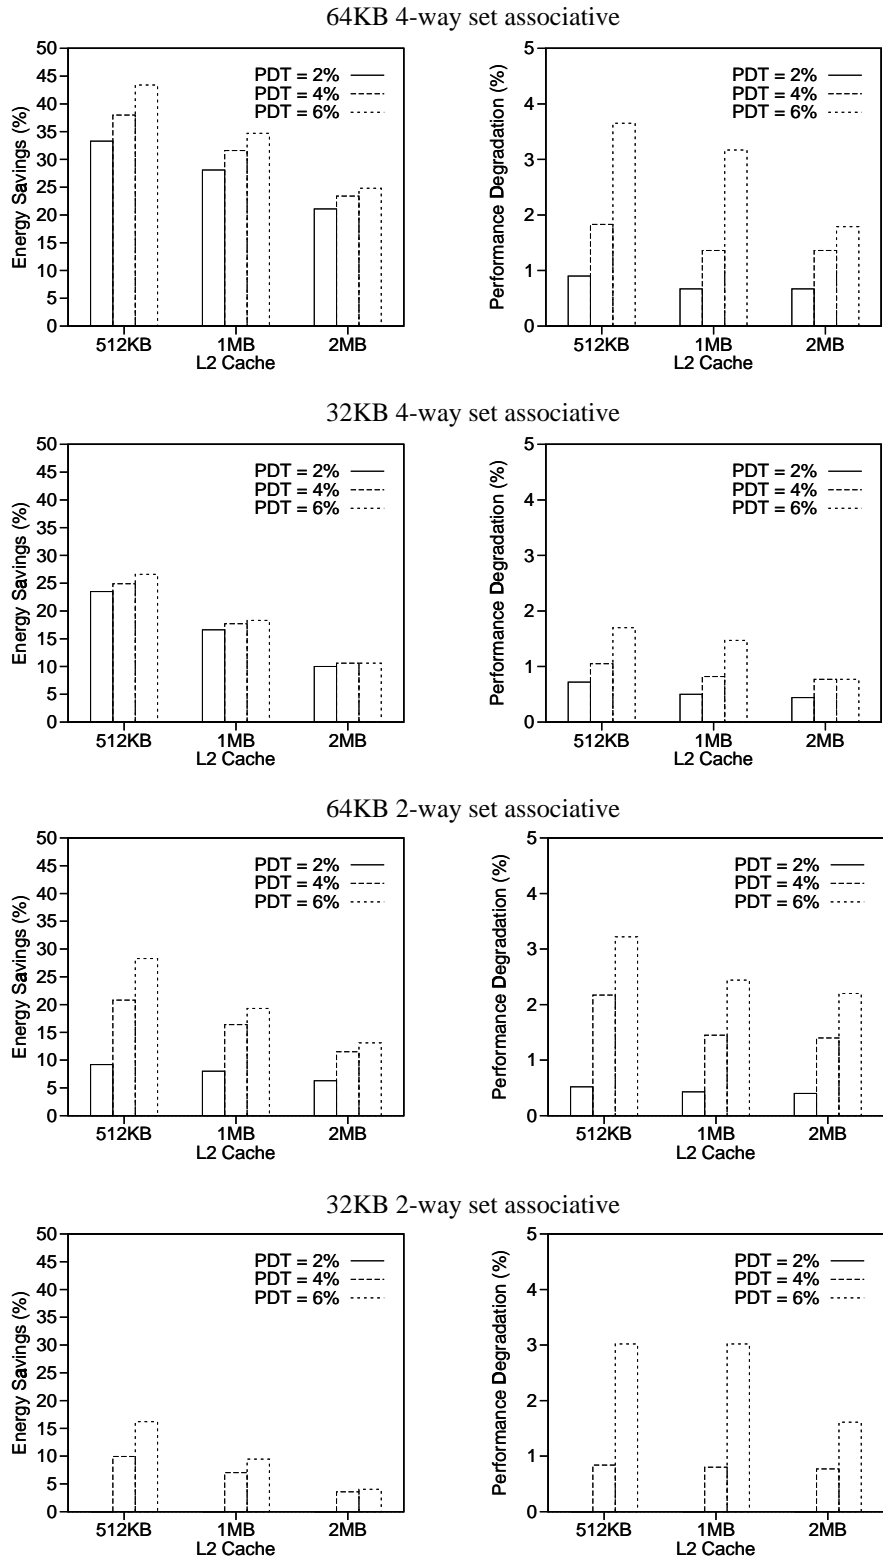 64KB 4-way set associative
50
45
40
35
30
25
20
15
10
5
0
Energy Savings (%)
PDT = 2%
PDT = 4%
PDT = 6%
512KB 1MB 2MB
L2 Cache
5
4
3
2
1
0
Performance Degradation (%)
PDT = 2%
PDT = 4%
PDT = 6%
512KB 1MB 2MB
L2 Cache
32KB 4-way set associative
50
45
40
35
30
25
20
15
10
5
0
Energy Savings (%)
PDT = 2%
PDT = 4%
PDT = 6%
512KB 1MB 2MB
L2 Cache
5
4
3
2
1
0
Performance Degradation (%)
PDT = 2%
PDT = 4%
PDT = 6%
512KB 1MB 2MB
L2 Cache
64KB 2-way set associative
50
45
40
35
30
25
20
15
10
5
0
Energy Savings (%)
PDT = 2%
PDT = 4%
PDT = 6%
512KB 1MB 2MB
L2 Cache
5
4
3
2
1
0
Performance Degradation (%)
PDT = 2%
PDT = 4%
PDT = 6%
512KB 1MB 2MB
L2 Cache
32KB 2-way set associative
50
45
40
35
30
25
20
15
10
5
0
Energy Savings (%)
PDT = 2%
PDT = 4%
PDT = 6%
512KB 1MB 2MB
L2 Cache
5
4
3
2
1
0
Performance Degradation (%)
PDT = 2%
PDT = 4%
PDT = 6%
512KB 1MB 2MB
L2 Cache